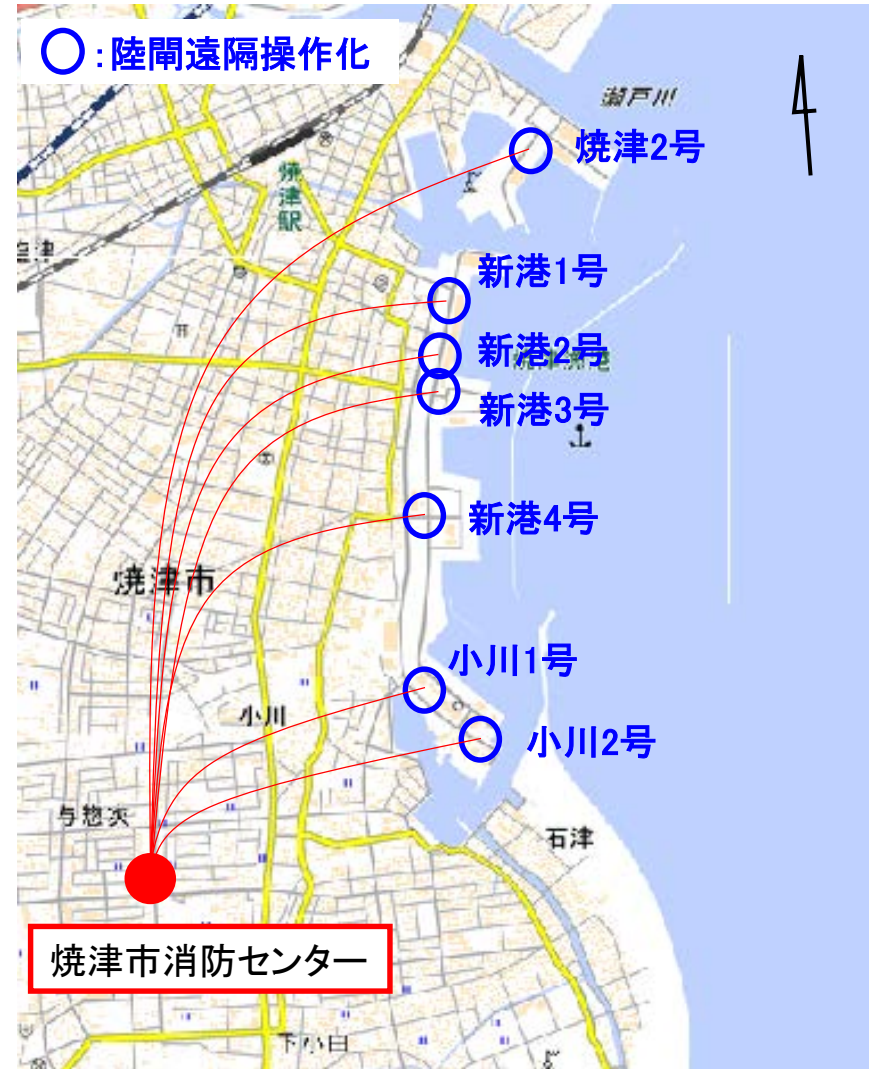 ○:陸閘遠隔操作化
瀬戸川
焼津2号
焼津駅
新港1号
新港2号
新港3号
新港4号
焼津市
小川1号
小川
小川2号
与惣次
石津
焼津市消防センター
下小田